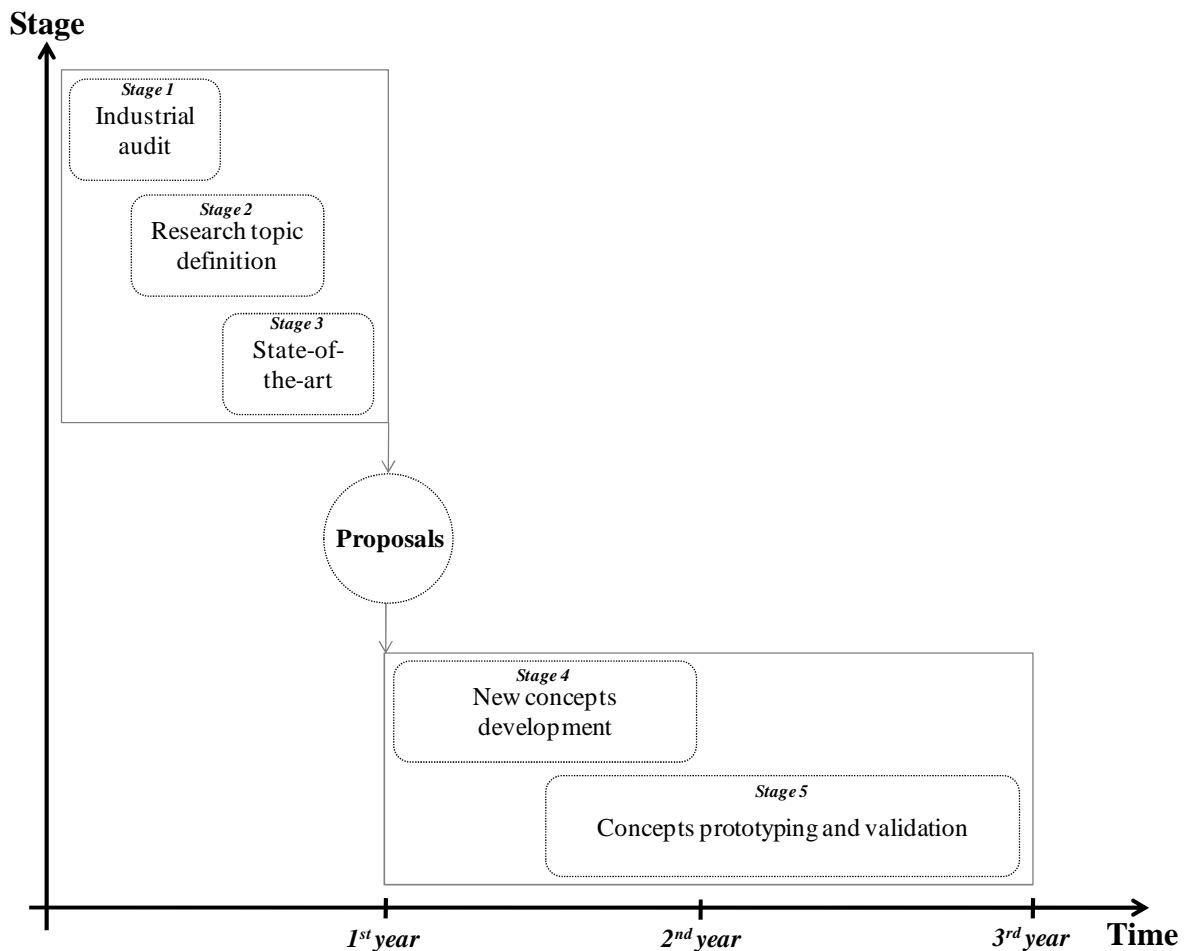 Stage
Stage 1
Industrial
audit
Stage 2
Research topic
definition
Stage 3
State-of-
the-art
Proposals
Stage 4
New concepts
development
Stage 5
Concepts prototyping and validation
1st year
2nd year
3rd year
Time